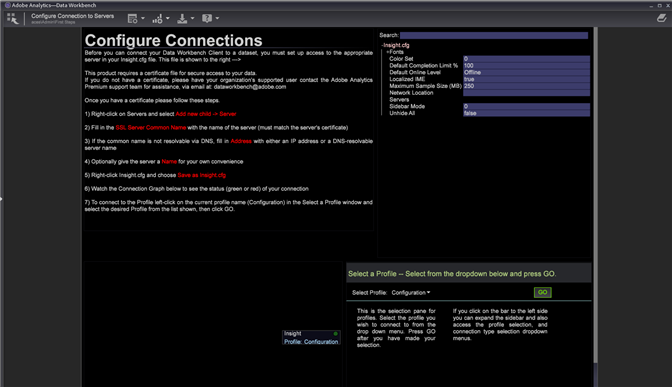 Adobe Analytics—Data Workbench
Configure Connection to Servers
Configure Connections
Before you can connect your Data Workbench Client to a dataset, you must set up access to the appropriate
server in your Insight.cfg file. This file is shown to the right --->
This product requires a certificate file for secure access to your data.
If you do not have a certificate, please have your organization's supported user contact the Adobe Analytics
Premium support team for assistance, via email at: dataworkbench@adobe.com
Once you have a certificate please follow these steps.
1) Right-click on Servers and select Add new child -> Server
2) Fill in the SSL Server Common Name with the name of the server (must match the server's certificate)
3) If the common name is not resolvable via DNS, fill in Address with either an IP address or a DNS-resolvable
server name
4) Optionally give the server a Name for your own convenience
5) Right-click Insight.cfg and choose Save as Insight.cfg
6) Watch the Connection Graph below to see the status (green or red) of your connection
7) To connect to the Profile left-click on the current profile name (Configuration) in the Select a Profile window and
select the desired Profile from the list shown, then click GO.
Search:
Insight.cfg
Fonts
Color Set 0
Default Completion Limit % 100
Default Online Level Offline
Localized IME true
Maximum Sample Size (MB) 250
Network Location
Servers
Sidebar Mode 0
Unhide All false
Select a Profile -- Select from the dropdown below and press GO.
Select Profile: Configuration GO
This is the selection pane for
profiles. Select the profile you
wish to connect to from the
drop down menu. Press GO
after you have made your
selection.
If you click on the bar to the left side
you can expand the sidebar and also
access the profile selection, and
connection type selection dropdown
menus.
Insight
Profile: Configuration